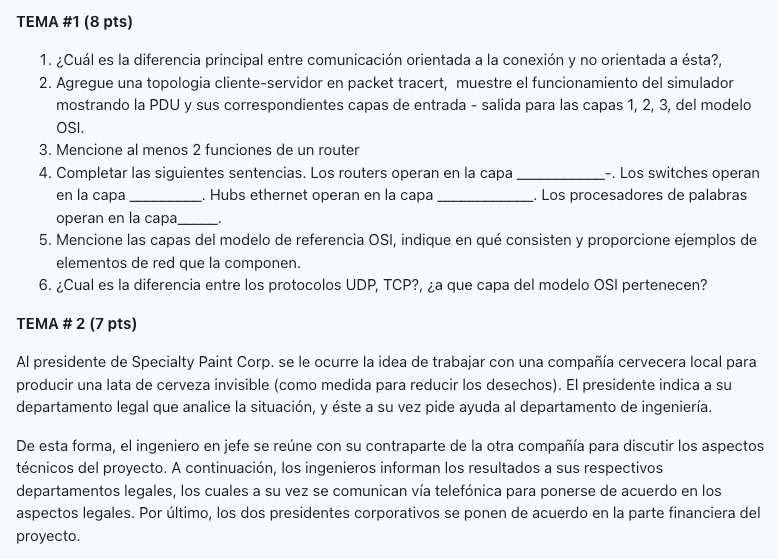 TEMA #1 (8 pts)
1. ¿Cuál es la diferencia principal entre comunicación orientada a la conexión y no orientada a ésta?,
2. Agregue una topologia cliente-servidor en packet tracert,  muestre el funcionamiento del simulador
mostrando la PDU y sus correspondientes capas de entrada - salida para las capas 1, 2, 3, del modelo
OSI.
3. Mencione al menos 2 funciones de un router
4. Completar las siguientes sentencias. Los routers operan en la capa ___________-. Los switches operan
en la capa _________. Hubs ethernet operan en la capa ____________. Los procesadores de palabras
operan en la capa_____.
5. Mencione las capas del modelo de referencia OSI, indique en qué consisten y proporcione ejemplos de
elementos de red que la componen.
6. ¿Cual es la diferencia entre los protocolos UDP, TCP?, ¿a que capa del modelo OSI pertenecen?
TEMA # 2 (7 pts)
Al presidente de Specialty Paint Corp. se le ocurre la idea de trabajar con una compañía cervecera local para
producir una lata de cerveza invisible (como medida para reducir los desechos). El presidente indica a su
departamento legal que analice la situación, y éste a su vez pide ayuda al departamento de ingeniería.
De esta forma, el ingeniero en jefe se reúne con su contraparte de la otra compañía para discutir los aspectos
técnicos del proyecto. A continuación, los ingenieros informan los resultados a sus respectivos
departamentos legales, los cuales a su vez se comunican vía telefónica para ponerse de acuerdo en los
aspectos legales. Por último, los dos presidentes corporativos se ponen de acuerdo en la parte financiera del
proyecto.